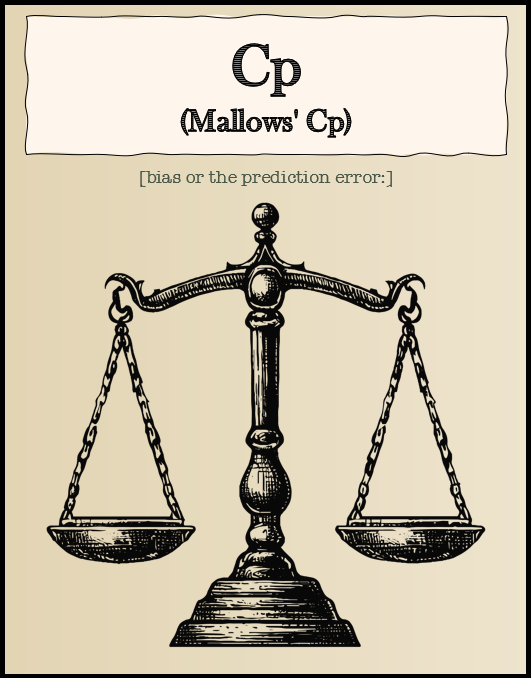 Cp
(Mallows' Cp)
[bias or the prediction error:]